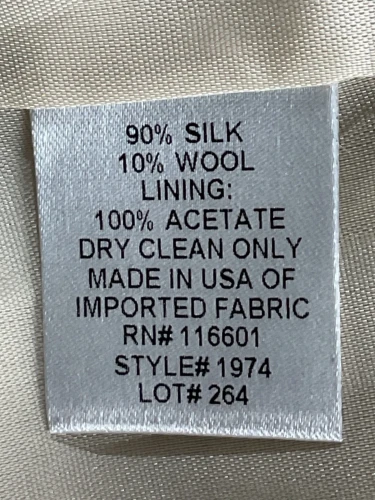 90% SILK
10% WOOL
LINING:
100% ACETATE
DRY CLEAN ONLY
MADE IN USA OF
IMPORTED FABRIC
RN# 116601
STYLE# 1974
LOT# 264